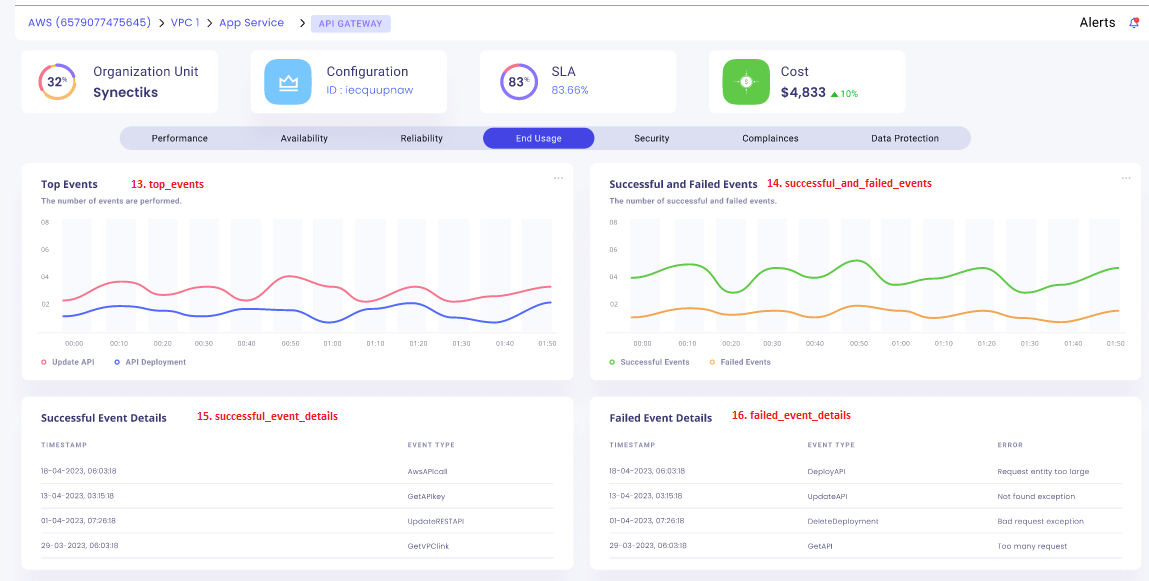 AWS (6579077475645) > VPC 1 > App Service > API GATEWAY
Alerts
32%
Organization Unit
Synectiks
Configuration
ID : iecquupnaw
83%
SLA
83.66%
Cost
$4,833 ▲ 10%
Performance Availability Reliability End Usage Security Complainces Data Protection
Top Events 13. top_events
The number of events are performed.
08
06
04
02
00:00 00:10 00:20 00:30 00:40 00:50 01:00 01:10 01:20 01:30 01:40 01:50
Update API API Deployment
Successful and Failed Events 14. successful_and_failed_events
The number of successful and failed events.
08
06
04
02
00:00 00:10 00:20 00:30 00:40 00:50 01:00 01:10 01:20 01:30 01:40 01:50
Successful Events Failed Events
Successful Event Details 15. successful_event_details
TIMESTAMP EVENT TYPE
18-04-2023, 06:03:18 AwsAPIcall
13-04-2023, 03:15:18 GetAPIkey
01-04-2023, 07:26:18 UpdateRESTAPI
29-03-2023, 06:03:18 GetVPClink
Failed Event Details 16. failed_event_details
TIMESTAMP EVENT TYPE ERROR
18-04-2023, 06:03:18 DeployAPI Request entity too large
13-04-2023, 03:15:18 UpdateAPI Not found exception
01-04-2023, 07:26:18 DeleteDeployment Bad request exception
29-03-2023, 06:03:18 GetAPI Too many request